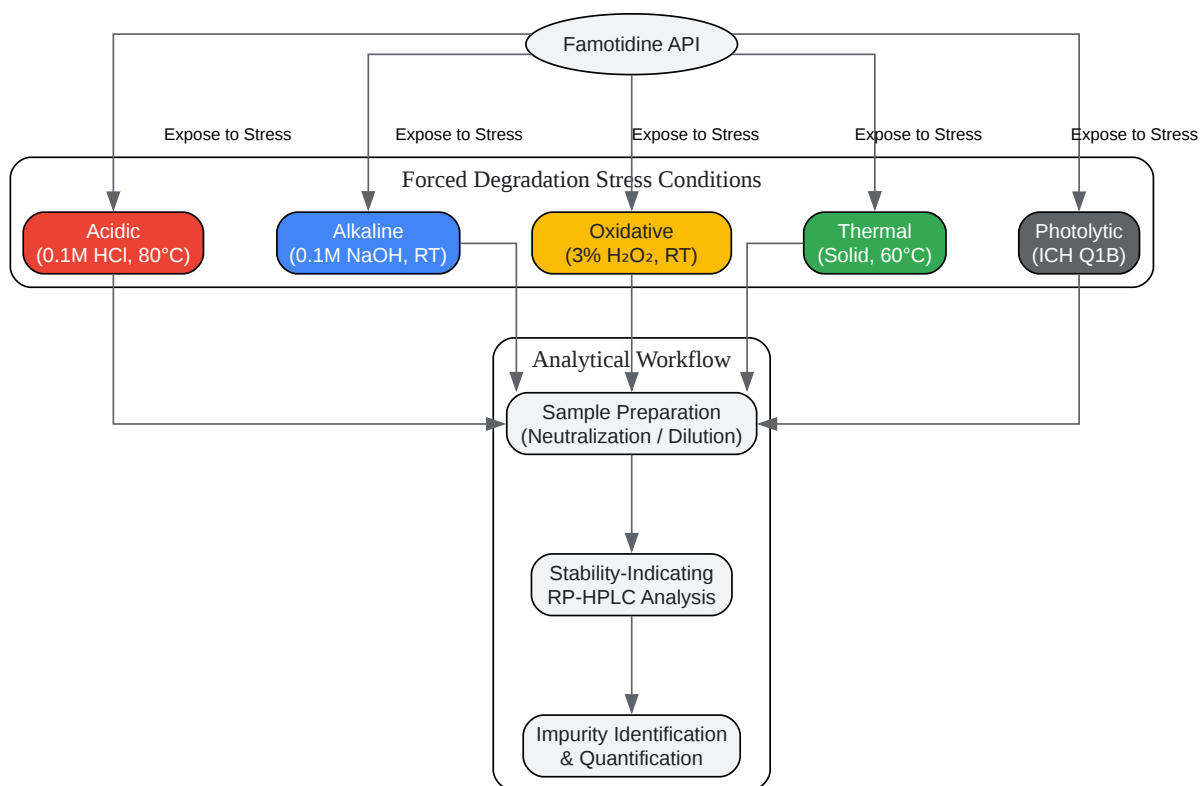 Famotidine API
Expose to Stress
Expose to Stress
Expose to Stress
Expose to Stress
Expose to Stress
Forced Degradation Stress Conditions
Acidic
(0.1M HCl, 80°C)
Alkaline
(0.1M NaOH, RT)
Oxidative
(3% H₂O₂, RT)
Thermal
(Solid, 60°C)
Photolytic
(ICH Q1B)
Analytical Workflow
Sample Preparation
(Neutralization / Dilution)
Stability-Indicating
RP-HPLC Analysis
Impurity Identification
& Quantification